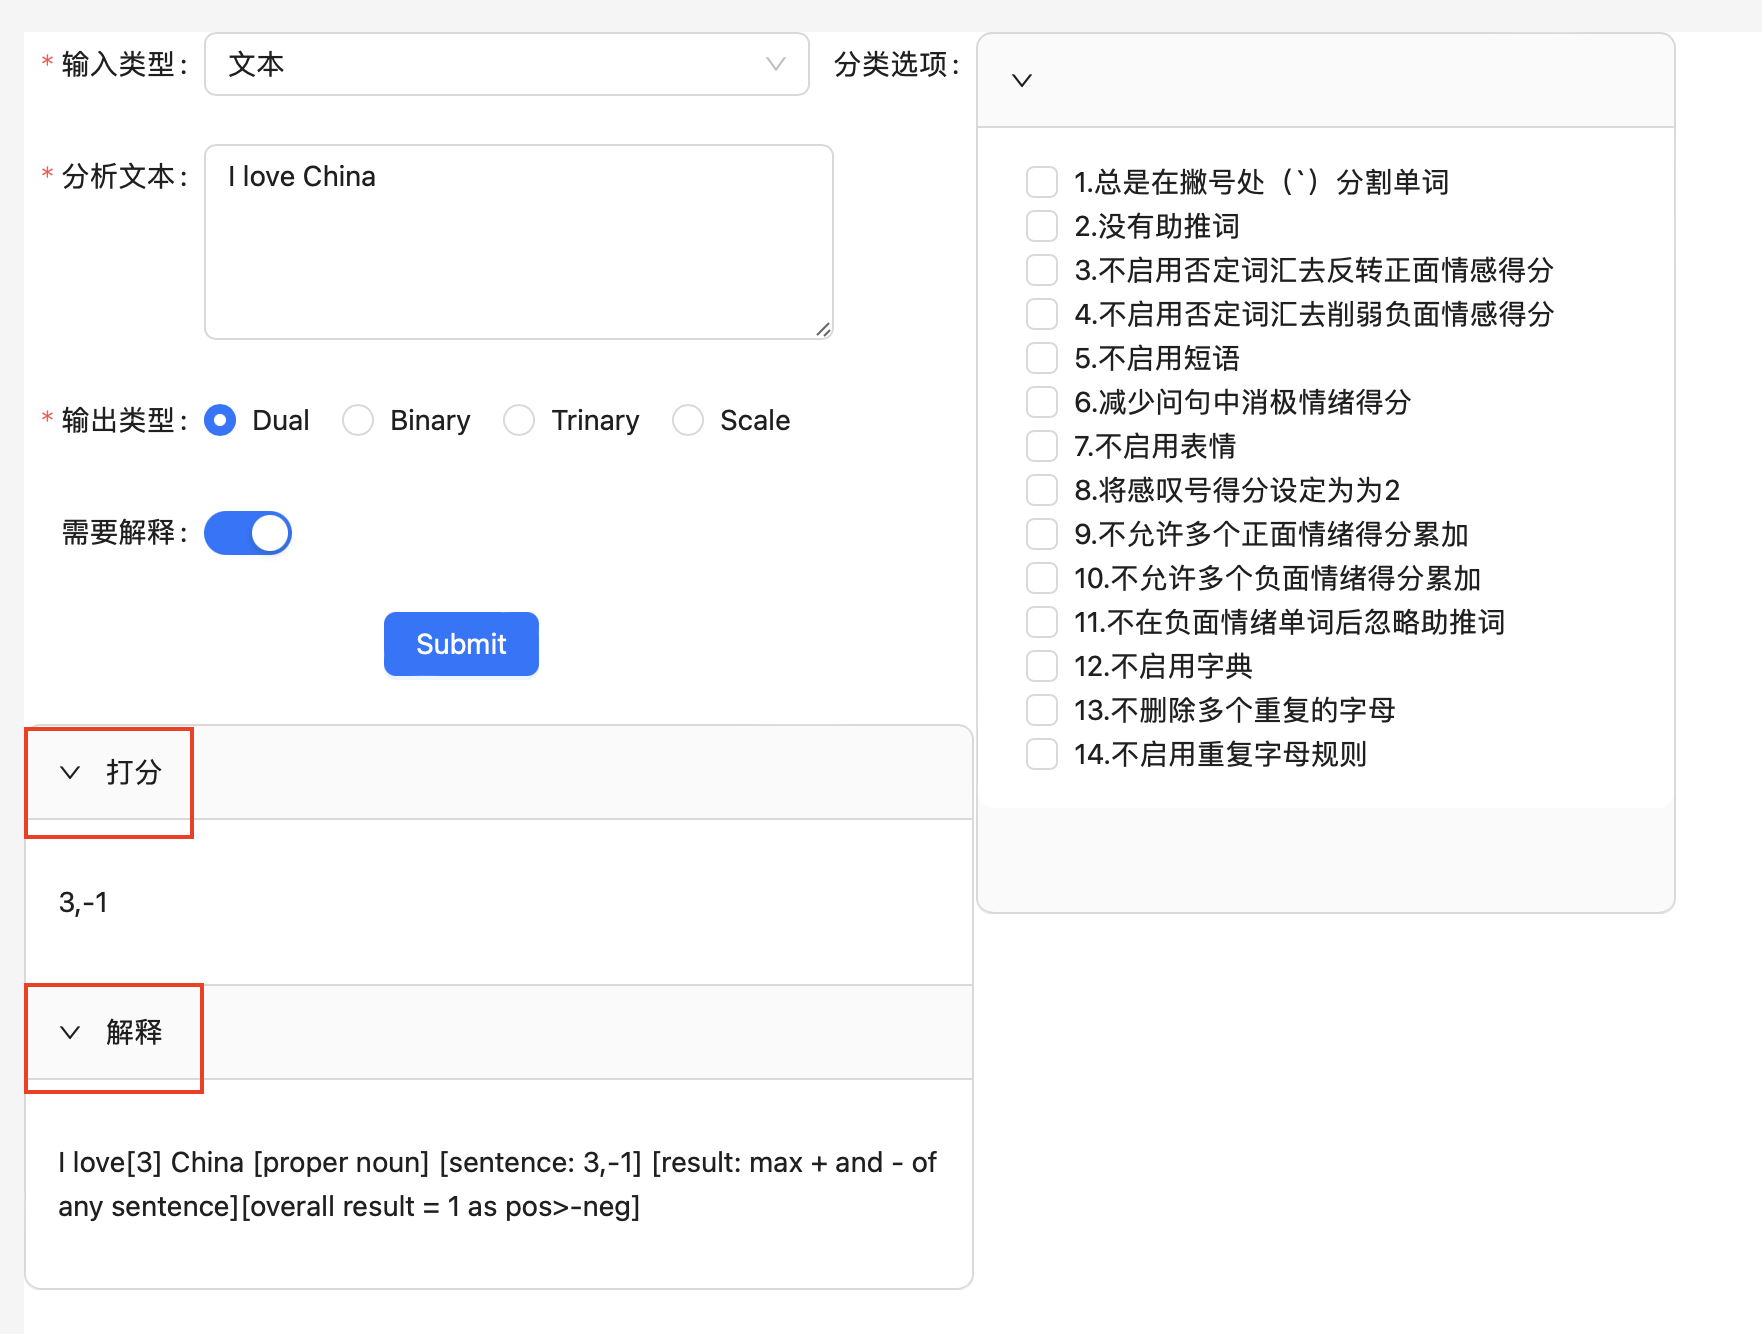 * 输入类型:
文本
* 分析文本:
I love China
* 输出类型:
Dual
Binary
Trinary
Scale
需要解释:
Submit
打分
3,-1
解释
I love[3] China [proper noun] [sentence: 3,-1] [result: max + and - of
any sentence][overall result = 1 as pos>-neg]
分类选项:
1.总是在撇号处（`）分割单词
2.没有助推词
3.不启用否定词汇去反转正面情感得分
4.不启用否定词汇去削弱负面情感得分
5.不启用短语
6.减少问句中消极情绪得分
7.不启用表情
8.将感叹号得分设定为为2
9.不允许多个正面情绪得分累加
10.不允许多个负面情绪得分累加
11.不在负面情绪单词后忽略助推词
12.不启用字典
13.不删除多个重复的字母
14.不启用重复字母规则